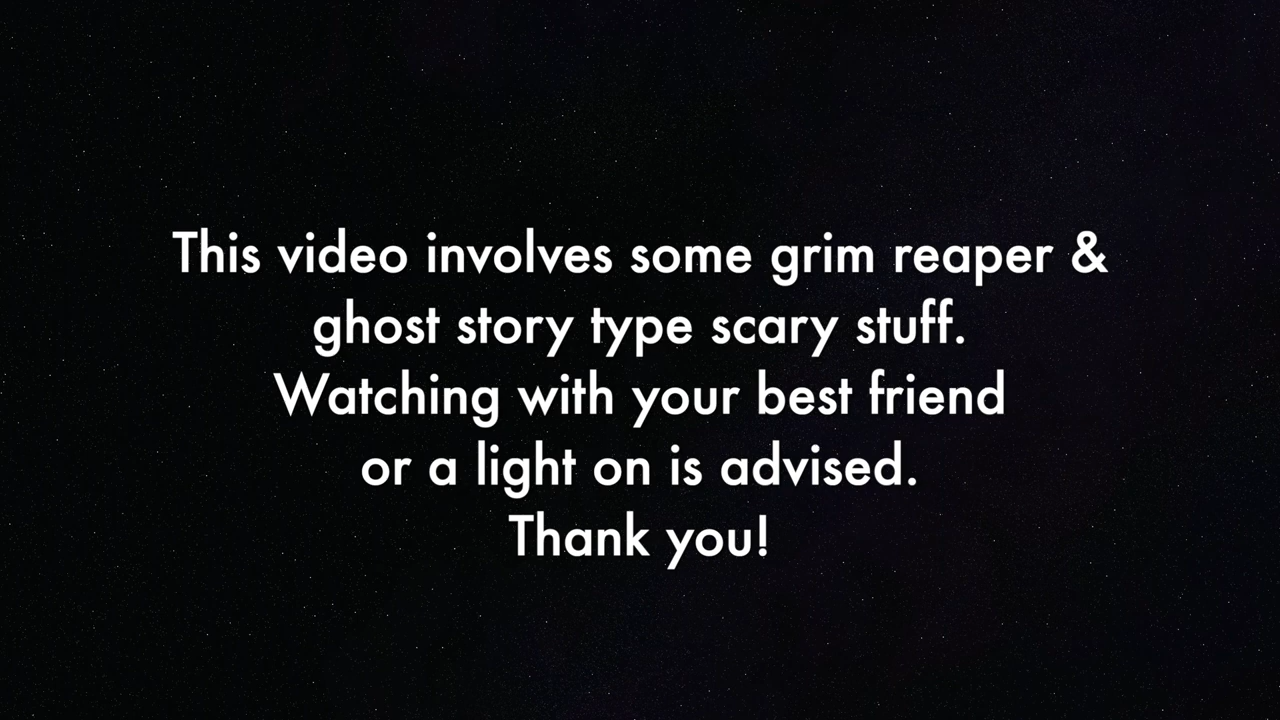 This video involves some grim reaper &
ghost story type scary stuff.
Watching with your best friend
or a light on is advised.
Thank you!